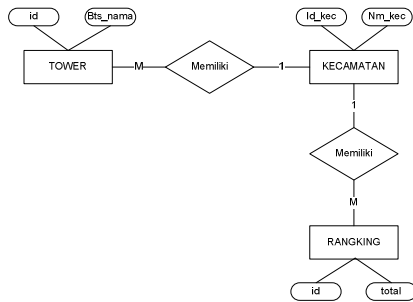 id Bts_nama Id_kec Nm_kec
TOWER M Memiliki 1 KECAMATAN
1
Memiliki
M
RANGKING
id total